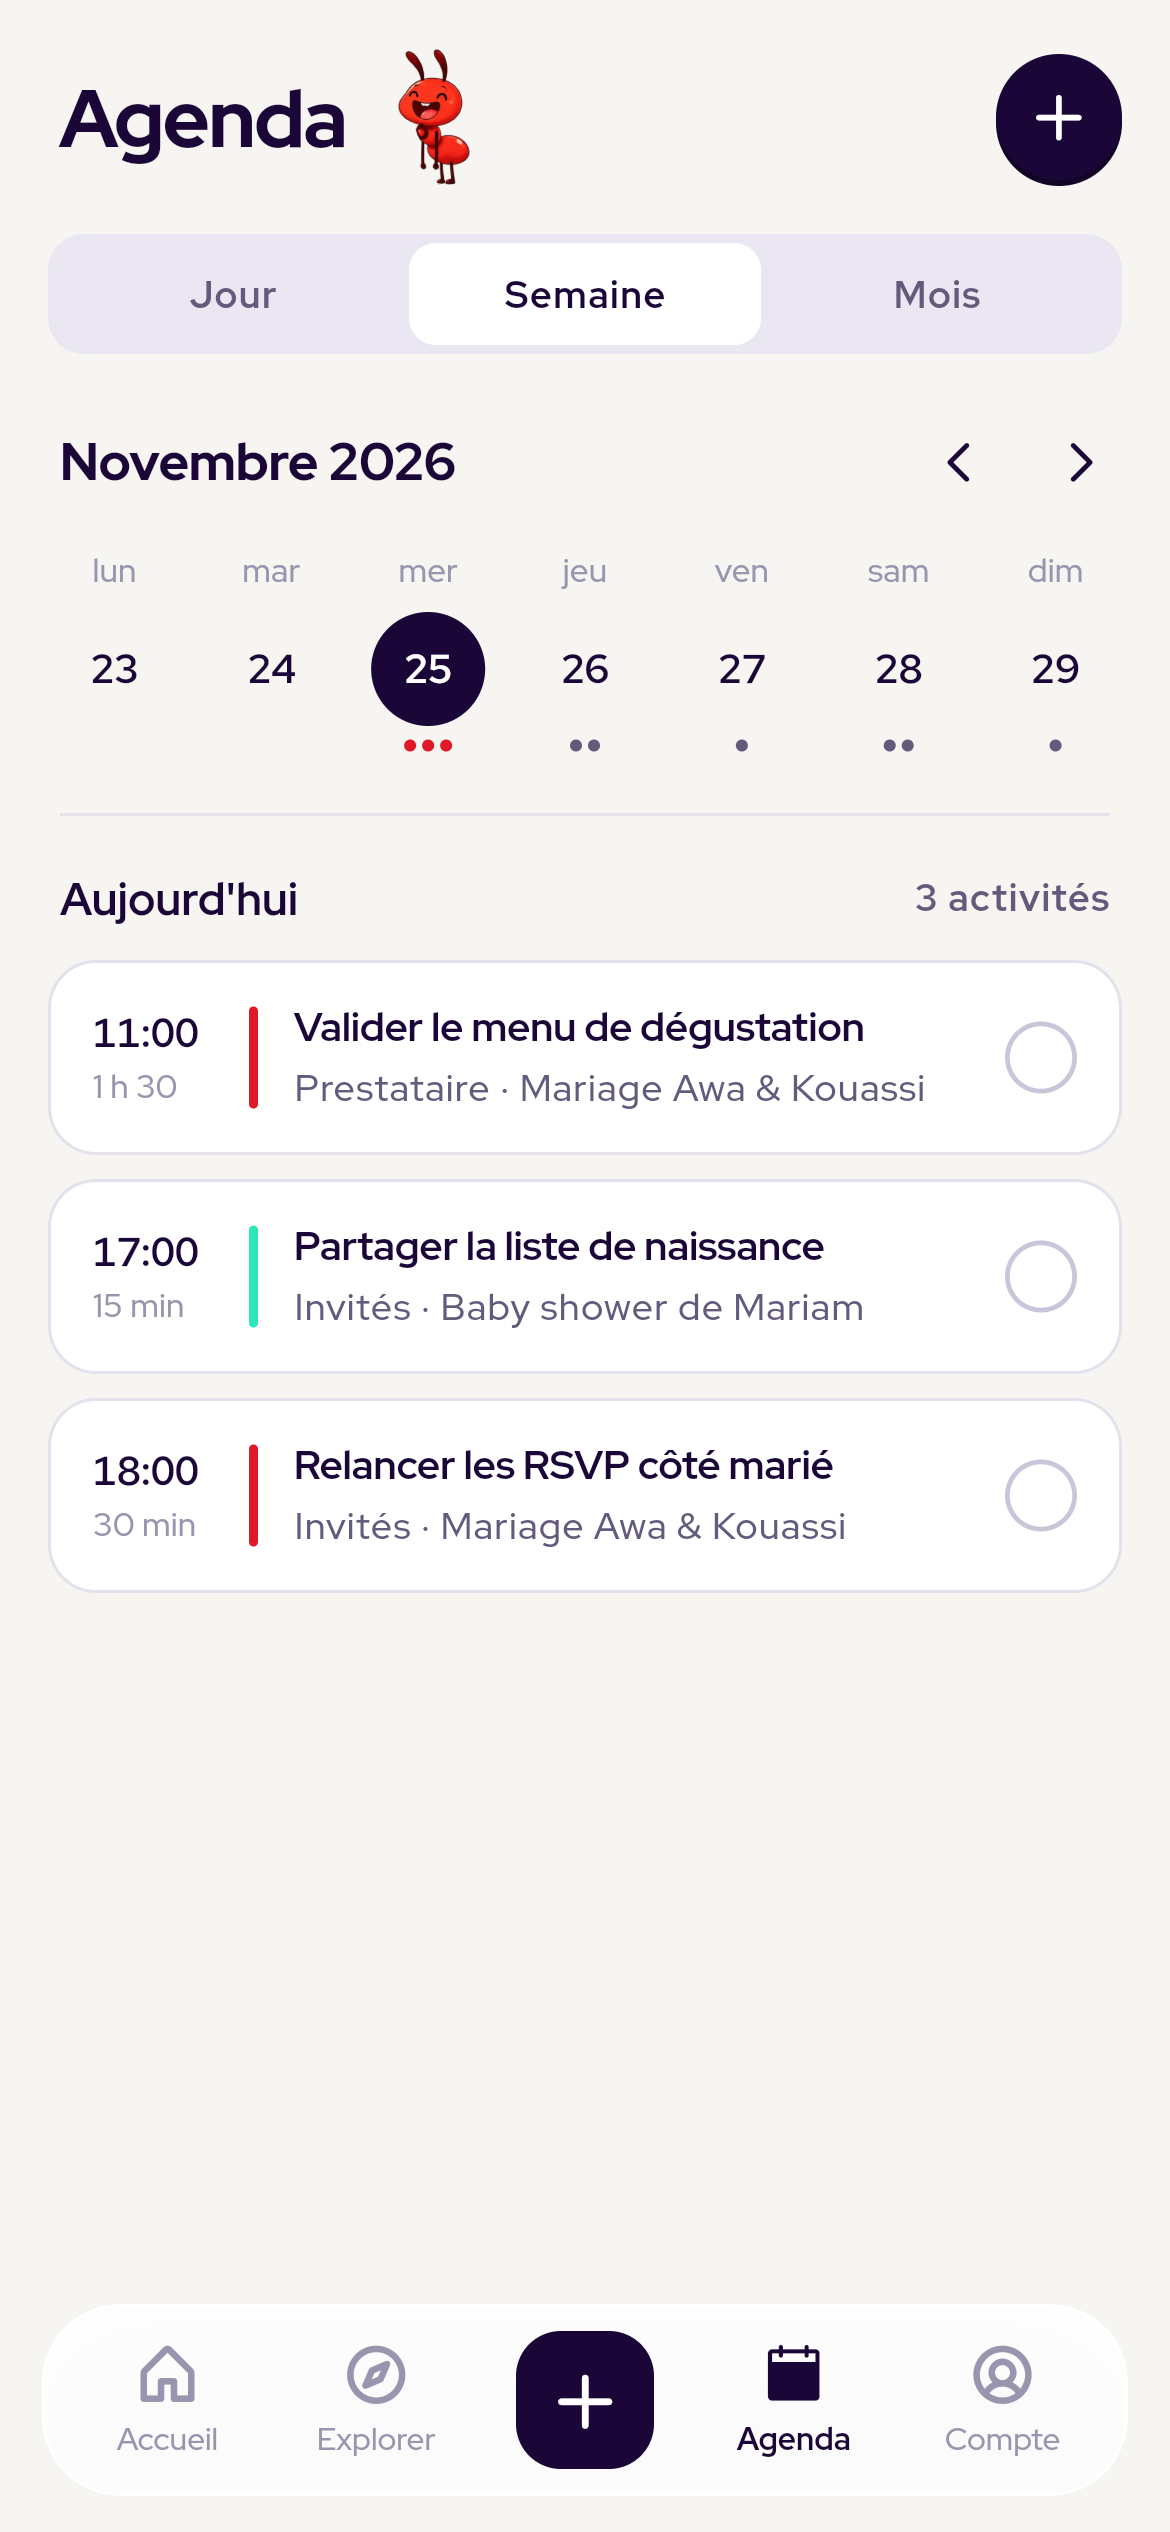 Agenda
Jour Semaine Mois
Novembre 2026
lun mar mer jeu ven sam dim
23 24 25 26 27 28 29
Aujourd'hui 3 activités
11:00 Valider le menu de dégustation
1 h 30 Prestataire · Mariage Awa & Kouassi
17:00 Partager la liste de naissance
15 min Invités · Baby shower de Mariam
18:00 Relancer les RSVP côté marié
30 min Invités · Mariage Awa & Kouassi
Accueil Explorer Agenda Compte